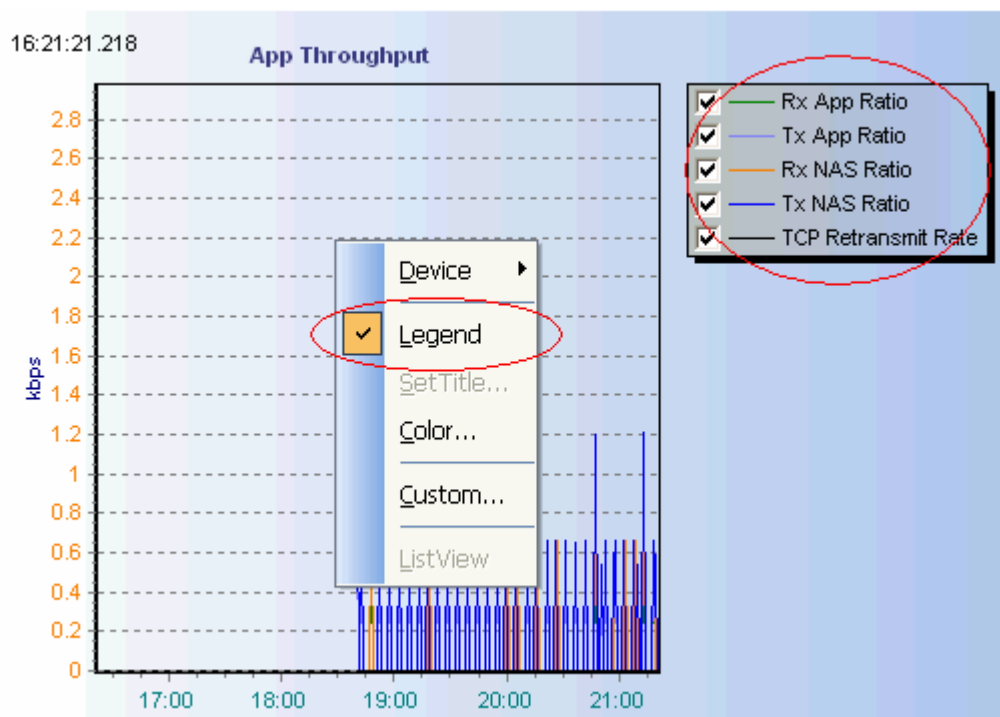 16:21:21.218
App Throughput
2.8
2.6
2.4
2.2
2
1.8
1.6
1.4
1.2
1
0.8
0.6
0.4
0.2
0
kbps
17:00
18:00
19:00
20:00
21:00
Device
Legend
SetTitle...
Color...
Custom...
ListView
Rx App Ratio
Tx App Ratio
Rx NAS Ratio
Tx NAS Ratio
TCP Retransmit Rate